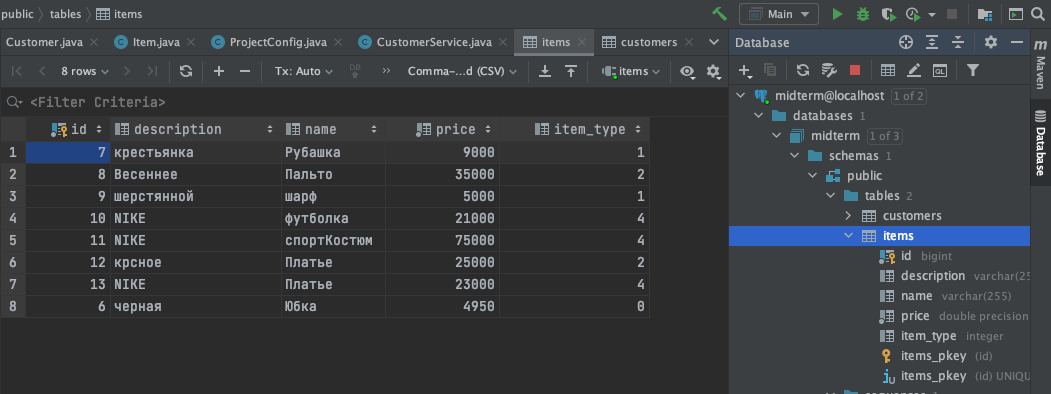 public tables items Main
Customer.java Item.java ProjectConfig.java CustomerService.java items customers
8 rows Tx: Auto DB Comma-...d (CSV) items
<Filter Criteria>
id description name price item_type
1 7 крестьянка Рубашка 9000 1
2 8 Весеннее Пальто 35000 2
3 9 шерстянной шарф 5000 1
4 10 NIKE футболка 21000 4
5 11 NIKE спортКостюм 75000 4
6 12 крсное Платье 25000 2
7 13 NIKE Платье 23000 4
8 6 черная Юбка 4950 0
Database
QL
midterm@localhost 1 of 2
databases 1
midterm 1 of 3
schemas 1
public
tables 2
customers
items
id bigint
description varchar(25
name varchar(255)
price double precision
item_type integer
items_pkey (id)
items_pkey (id) UNIQU
m Maven
Database